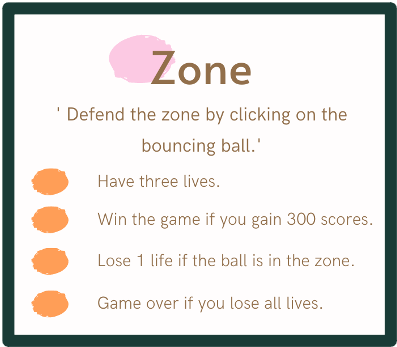 Zone
' Defend the zone by clicking on the
bouncing ball.'
Have three lives.
Win the game if you gain 300 scores.
Lose 1 life if the ball is in the zone.
Game over if you lose all lives.